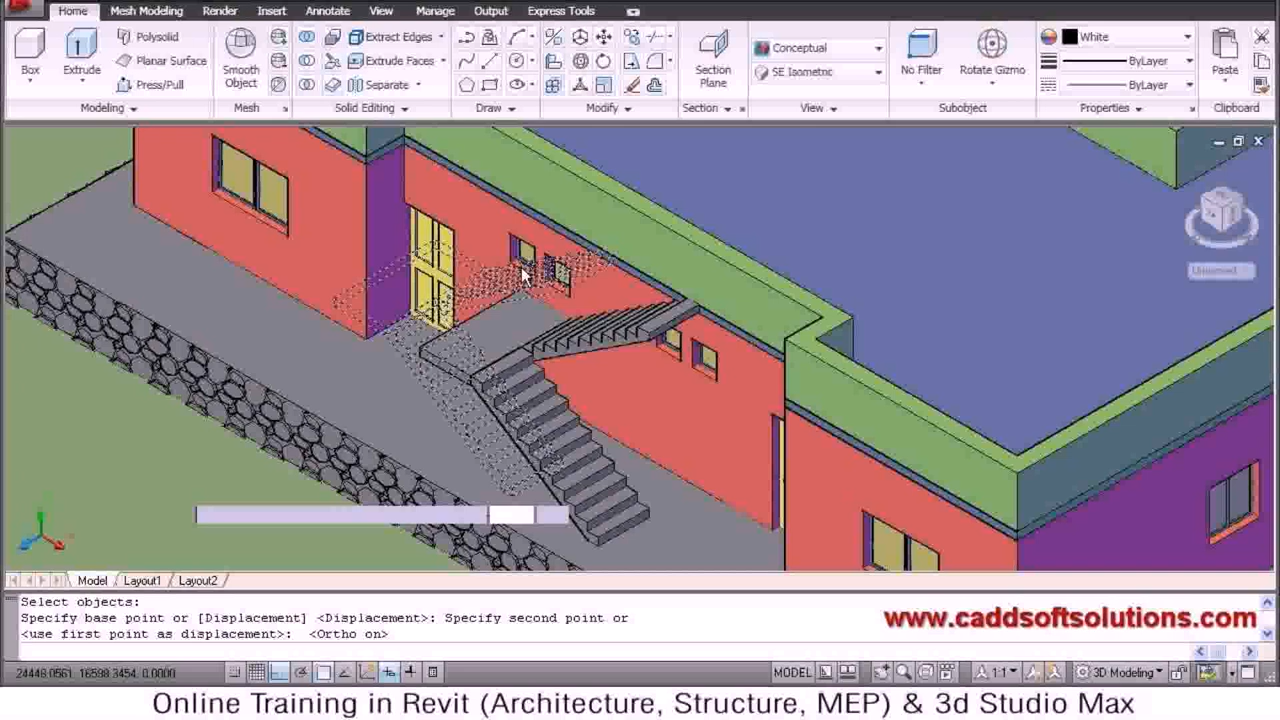 Home Mesh Modeling Render Insert Annotate View Manage Output Express Tools
Box
Extrude
Polysolid
Planar Surface
Press/Pull
Smooth
Object
Extract Edges
Extrude Faces
Separate
Section
Plane
Conceptual
SE Isometric
No Filter
Rotate Gizmo
White
ByLayer
ByLayer
Paste
Modeling Mesh Solid Editing Draw Modify Section View Subobject Properties Clipboard
Unnamed
Model Layout1 Layout2
Select objects:
Specify base point or [Displacement] <Displacement>: Specify second point or
<use first point as displacement>: <Ortho on>
www.caddsoftsolutions.com
24448.0561, 16598.3454, 0.0000 MODEL 1:1 3D Modeling
Online Training in Revit (Architecture, Structure, MEP) & 3d Studio Max